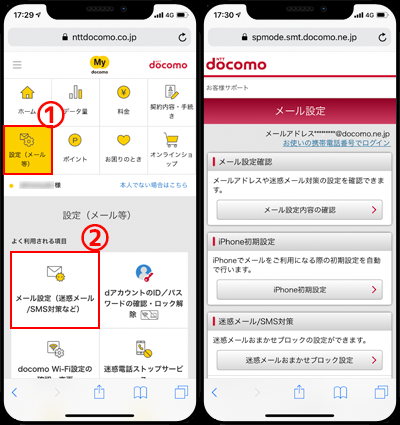 17:29
4G
nttdocomo.co.jp
My
docomo
döcomo
ホーム
データ量
料金
契約内容・手続
き
①
設定（メール
等）
ポイント
お困りのとき
オンラインショ
ップ
様
本人でない場合はこちら
設定（メール等）
よく利用される項目
②
メール設定（迷惑メール
/SMS対策など）
dアカウントのID／パス
ワードの確認・ロック解
除
docomo Wi-Fi設定の
迷惑電話ストップサービ
17:30
4G
spmode.smt.docomo.ne.jp
NTT
döcomo
お客様サポート
メール設定
メールアドレス********@docomo.ne.jp
お使いの携帯電話番号でログイン
メール設定確認
メールアドレスや迷惑メール対策の設定を確認できま
す。
メール設定内容の確認
iPhone初期設定
iPhoneでメールをご利用になる際の初期設定を自動
で行います。
iPhone初期設定
迷惑メール/SMS対策
迷惑メールおまかせブロックの設定ができます。
迷惑メールおまかせブロック設定